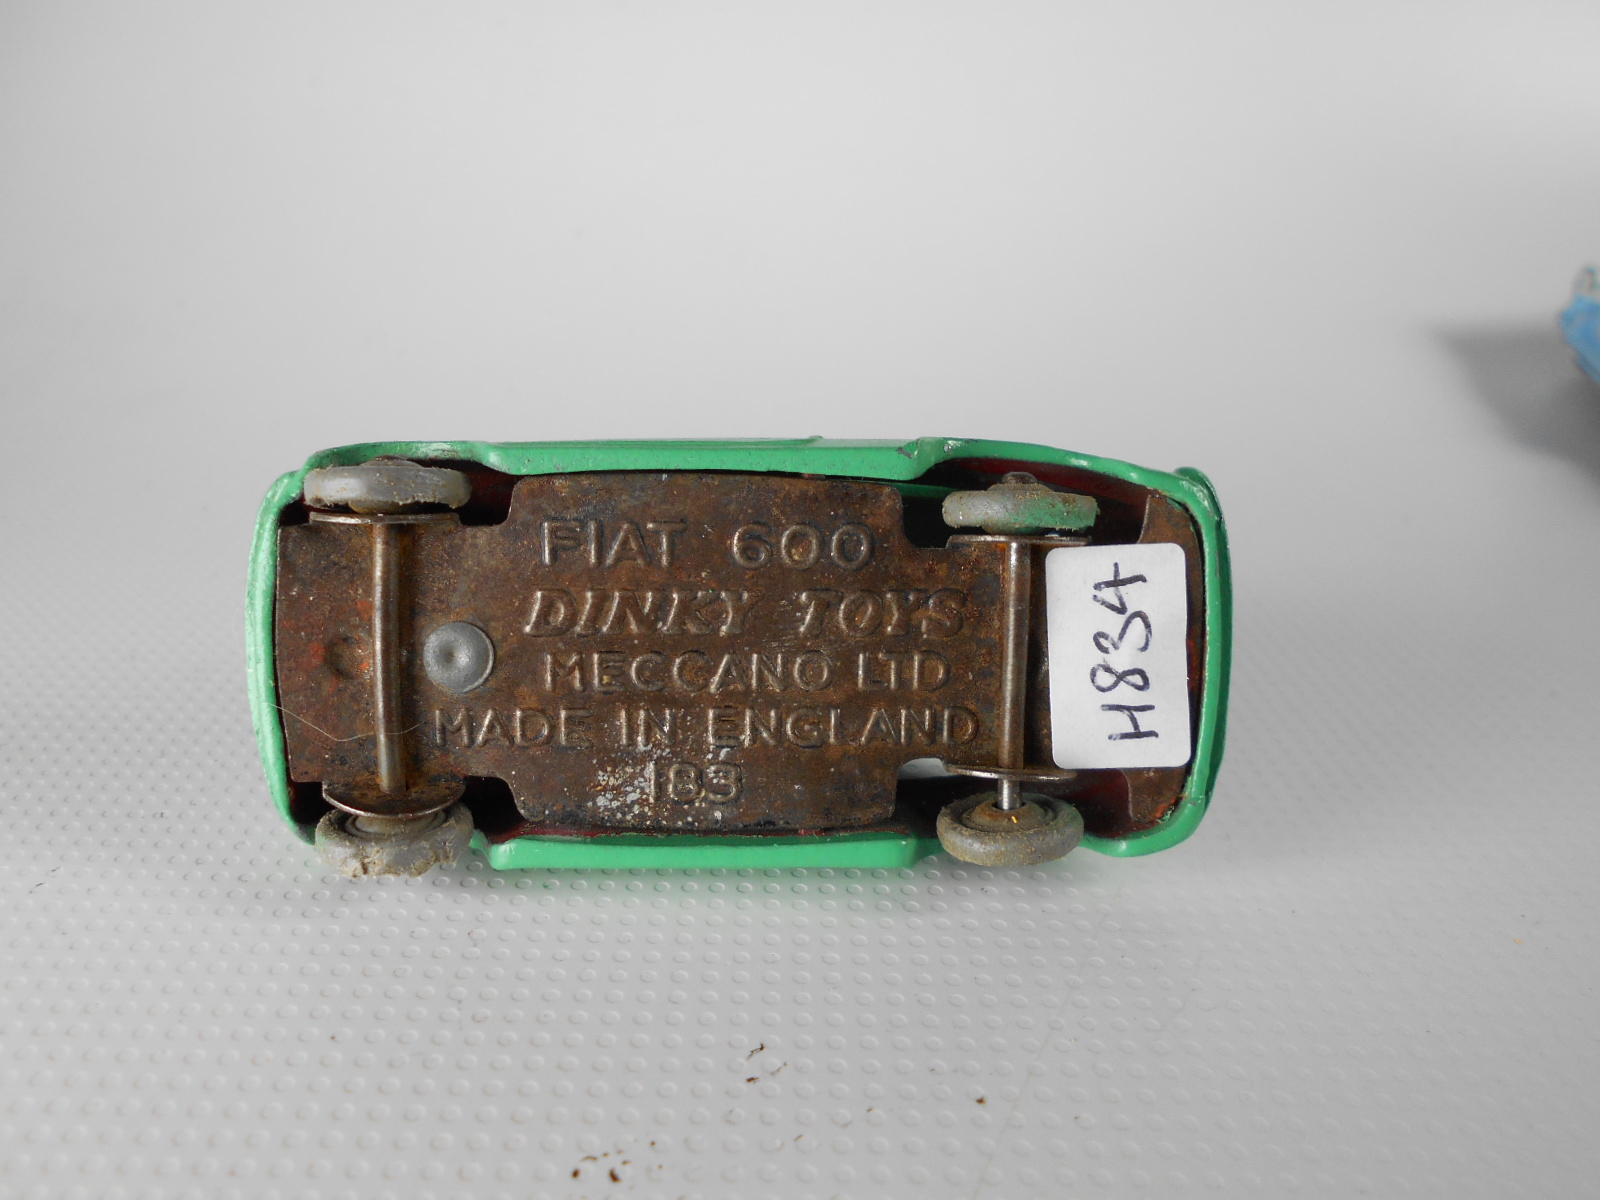 FIAT 600
DINKY TOYS
MECCANO LTD
MADE IN ENGLAND
183
H834